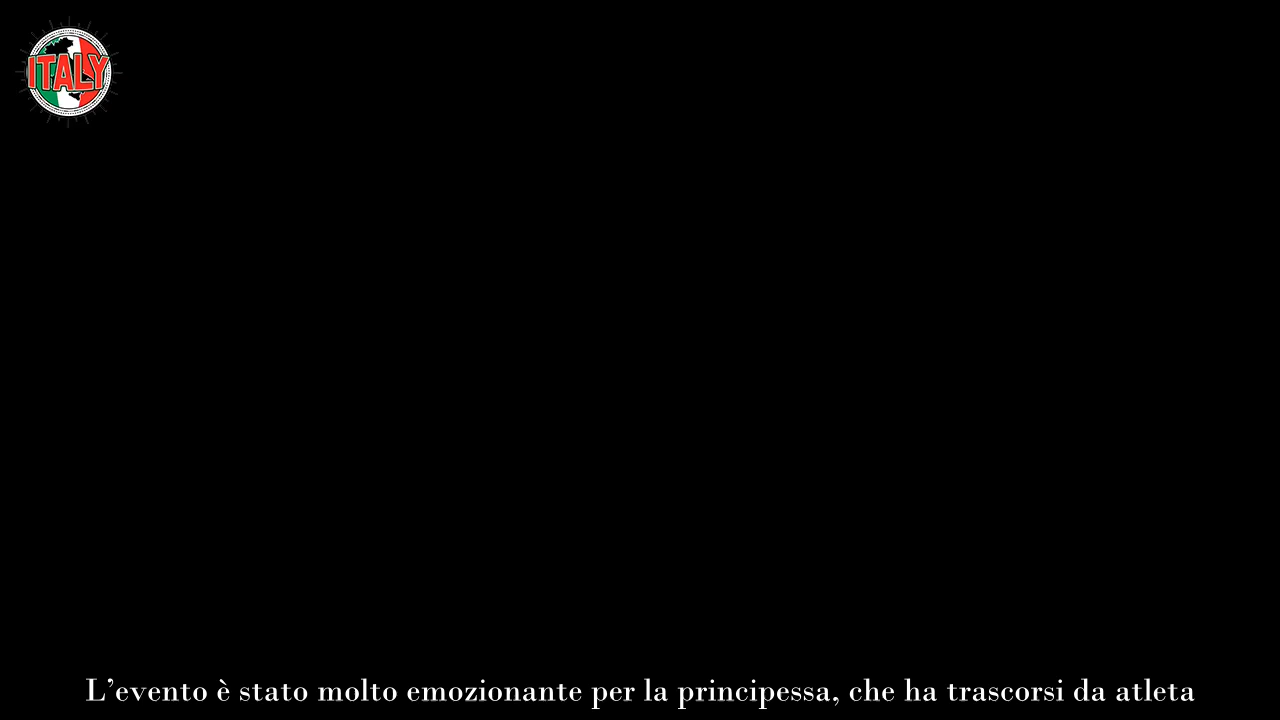 ITALY
L’evento è stato molto emozionante per la principessa, che ha trascorsi da atleta